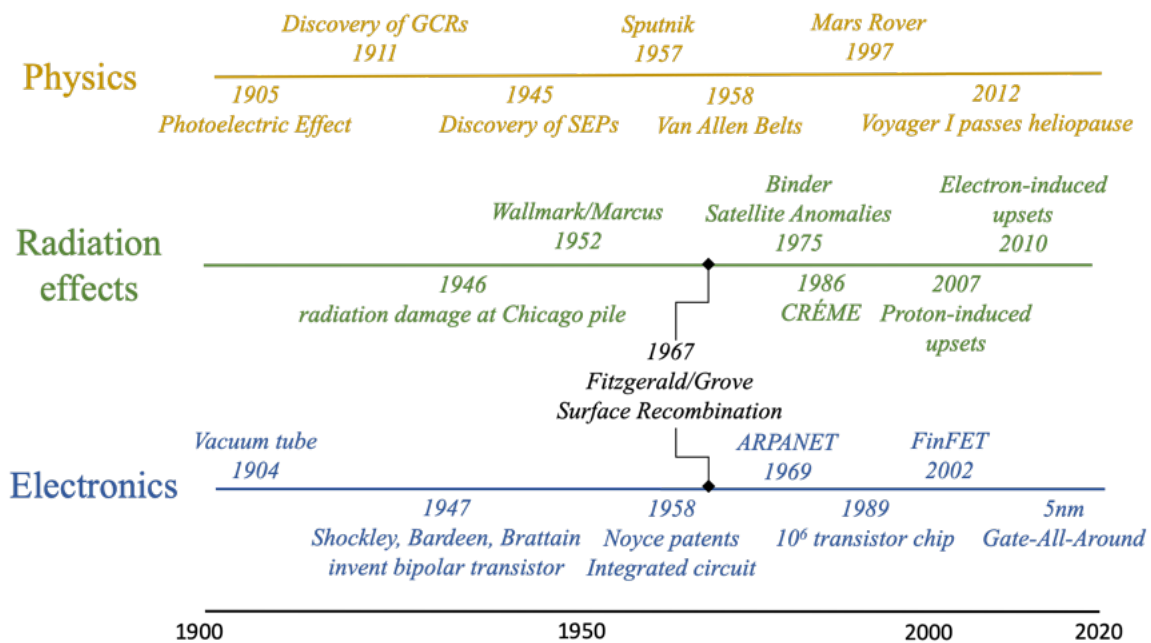 Discovery of GCRs
1911
Sputnik
1957
Mars Rover
1997
Physics
1905
Photoelectric Effect
1945
Discovery of SEPs
1958
Van Allen Belts
2012
Voyager I passes heliopause
Radiation
effects
Wallmark/Marcus
1952
Binder
Satellite Anomalies
1975
Electron-induced
upsets
2010
1946
radiation damage at Chicago pile
1986
CRÉME
2007
Proton-induced
upsets
1967
Fitzgerald/Grove
Surface Recombination
Electronics
Vacuum tube
1904
ARPANET
1969
FinFET
2002
1947
Shockley, Bardeen, Brattain
invent bipolar transistor
1958
Noyce patents
Integrated circuit
1989
10⁶ transistor chip
5nm
Gate-All-Around
1900
1950
2000
2020